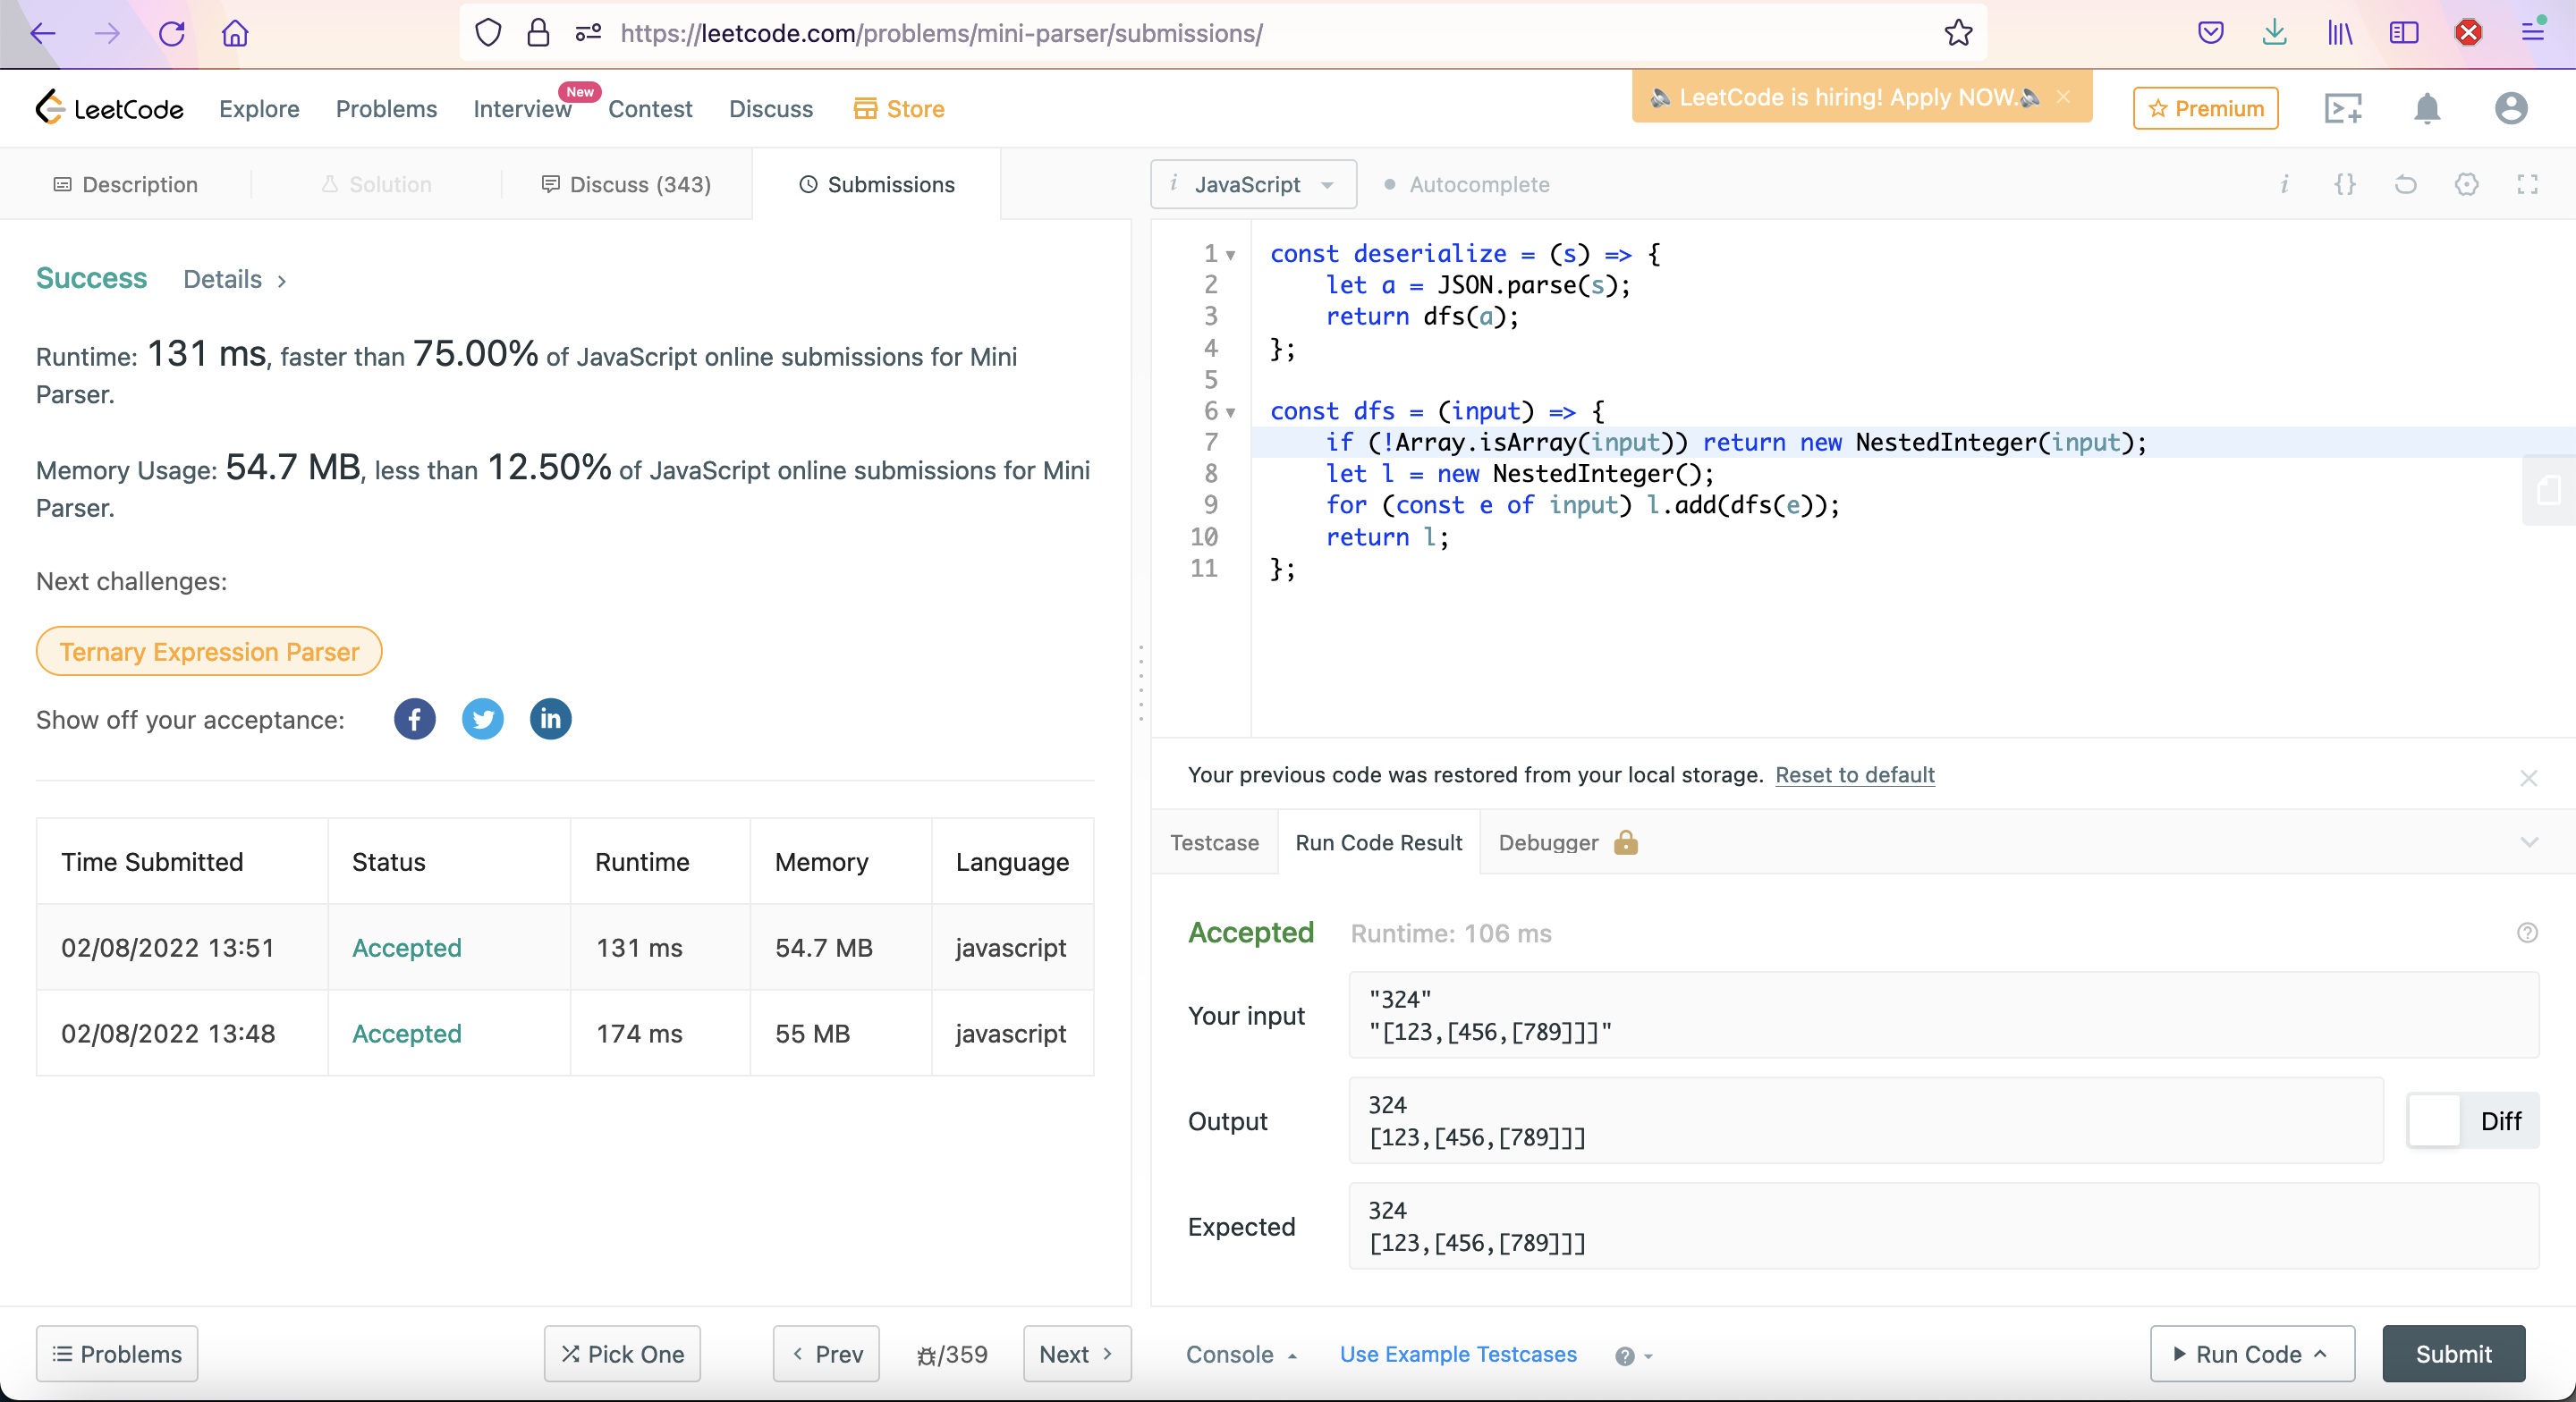 https://leetcode.com/problems/mini-parser/submissions/
LeetCode Explore Problems Interview New Contest Discuss Store
LeetCode is hiring! Apply NOW. × Premium
Description Solution Discuss (343) Submissions
i JavaScript Autocomplete
Success Details
Runtime: 131 ms, faster than 75.00% of JavaScript online submissions for Mini
Parser.
Memory Usage: 54.7 MB, less than 12.50% of JavaScript online submissions for Mini
Parser.
Next challenges:
Ternary Expression Parser
Show off your acceptance:
Time Submitted Status Runtime Memory Language
02/08/2022 13:51 Accepted 131 ms 54.7 MB javascript
02/08/2022 13:48 Accepted 174 ms 55 MB javascript
1 const deserialize = (s) => {
2 let a = JSON.parse(s);
3 return dfs(a);
4 };
5
6 const dfs = (input) => {
7 if (!Array.isArray(input)) return new NestedInteger(input);
8 let l = new NestedInteger();
9 for (const e of input) l.add(dfs(e));
10 return l;
11 };
Your previous code was restored from your local storage. Reset to default
Testcase Run Code Result Debugger
Accepted Runtime: 106 ms
Your input
"324"
"[123,[456,[789]]]"
Output
324
[123,[456,[789]]]
Diff
Expected
324
[123,[456,[789]]]
Problems Pick One Prev /359 Next
Console Use Example Testcases Run Code Submit